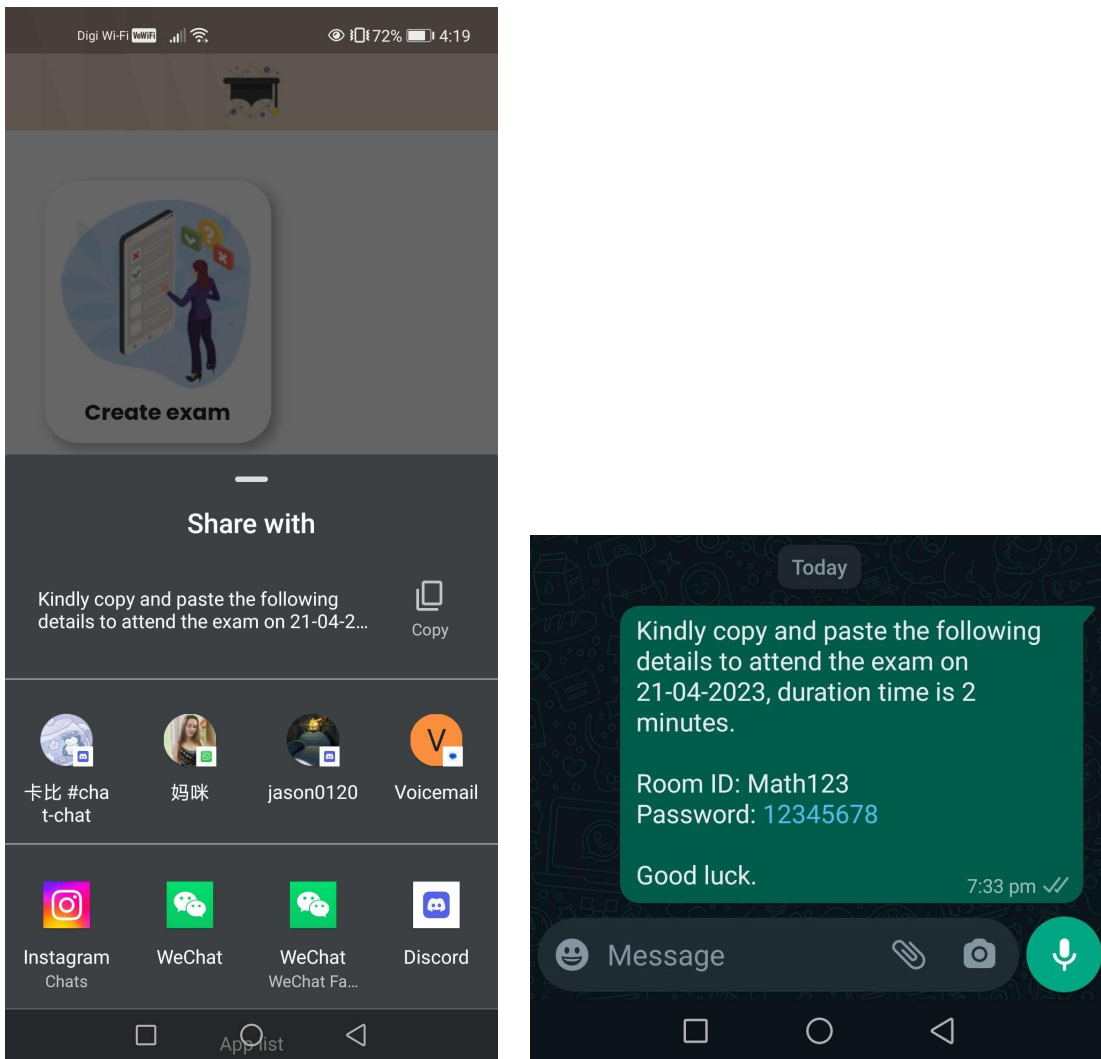 Digi Wi-Fi VoWiFi 72% 4:19
Create exam
Share with
Kindly copy and paste the following
details to attend the exam on 21-04-2...
Copy
卡比 #cha
t-chat
妈咪
jason0120
V
Voicemail
Instagram
Chats
WeChat
WeChat
WeChat Fa...
Discord
App list
Today
Kindly copy and paste the following
details to attend the exam on
21-04-2023, duration time is 2
minutes.
Room ID: Math123
Password: 12345678
Good luck.
7:33 pm
Message